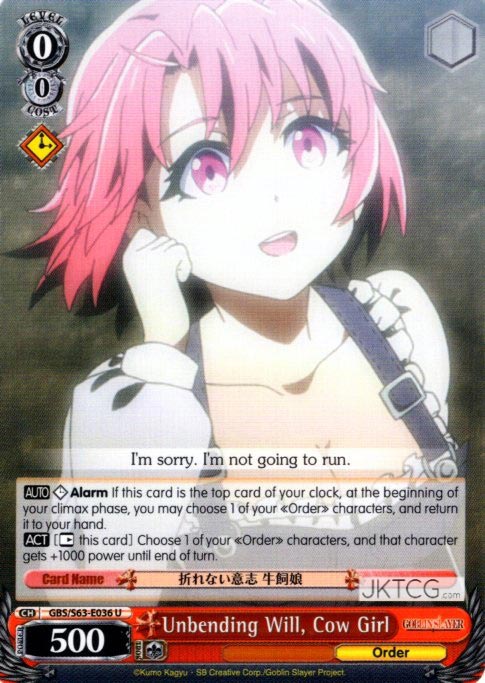 LEVEL
0
0
COST
I'm sorry. I'm not going to run.
AUTO Alarm If this card is the top card of your clock, at the beginning of
your climax phase, you may choose 1 of your «Order» characters, and return
it to your hand.
ACT [ this card] Choose 1 of your «Order» characters, and that character
gets +1000 power until end of turn.
Card Name 折れない意志 牛飼娘
JKTCG.com
CH GBS/S63-E036 U
POWER 500 SOUL Unbending Will, Cow Girl GOBLIN SLAYER
Order
©Kumo Kagyu・SB Creative Corp./Goblin Slayer Project.